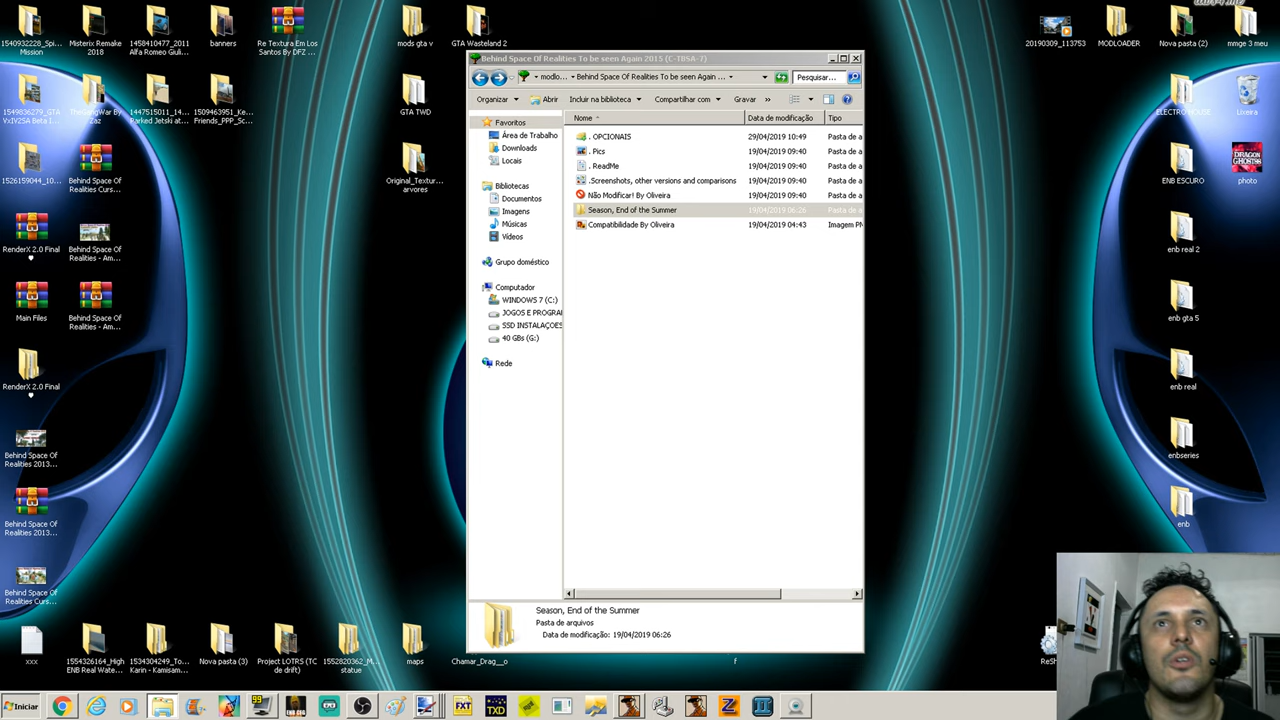 1540932228_Spi...
Mission
Misterix Remake
2018
1458410477_2011
Alfa Romeo Giuli...
banners
Re Textura Em Los
Santos By DFZ ...
mods gta v
GTA Wasteland 2
20190309_113753
MODLOADER
Nova pasta (2)
mmge 3 meu
1549836279_GTA
VxIV2SA Beta I...
TheGangWar By
Zaz
1447515011_14...
Parked Jetski at...
1509463951_Ke...
Friends_PPP_Sc...
GTA TWD
ELECTRO HOUSE
Lixeira
1526159044_10...
Behind Space Of
Realities Curs...
Original_Textur...
arvores
ENB ESCURO
photo
DRAGON
GHOSTSS
RenderX 2.0 Final
♥
Behind Space Of
Realities - Am...
enb real 2
Main Files
Behind Space Of
Realities - Am...
enb gta 5
RenderX 2.0 Final
♥
enb real
Behind Space Of
Realities 2013...
enbseries
Behind Space Of
Realities 2013...
enb
Behind Space Of
Realities Curs...
xxx
1554326164_High
ENB Real Wate...
1534304249_To...
Karin - Kamisam...
Nova pasta (3)
Project LOTRS (TC
de drift)
1552820362_M...
statue
maps
Chamar_Drag__o
f
ReSh
Behind Space Of Realities To be seen Again 2015 (C-TBSA-7)
modlo... Behind Space Of Realities To be seen Again ...
Pesquisar...
Organizar
Abrir
Incluir na biblioteca
Compartilhar com
Gravar
»
Favoritos
Área de Trabalho
Downloads
Locais
Bibliotecas
Documentos
Imagens
Músicas
Vídeos
Grupo doméstico
Computador
WINDOWS 7 (C:)
JOGOS E PROGRA
SSD INSTALAÇOES
40 GBs (G:)
Rede
Nome
Data de modificação
Tipo
. OPCIONAIS 29/04/2019 10:49 Pasta de a
. Pics 19/04/2019 09:40 Pasta de a
. ReadMe 19/04/2019 09:40 Pasta de a
.Screenshots, other versions and comparisons 19/04/2019 09:40 Pasta de a
Não Modificar! By Oliveira 19/04/2019 09:40 Pasta de a
Season, End of the Summer 19/04/2019 06:26 Pasta de a
Compatibilidade By Oliveira 19/04/2019 04:43 Imagem PN
Season, End of the Summer
Pasta de arquivos
Data de modificação: 19/04/2019 06:26
Iniciar
99
FXT
TXD